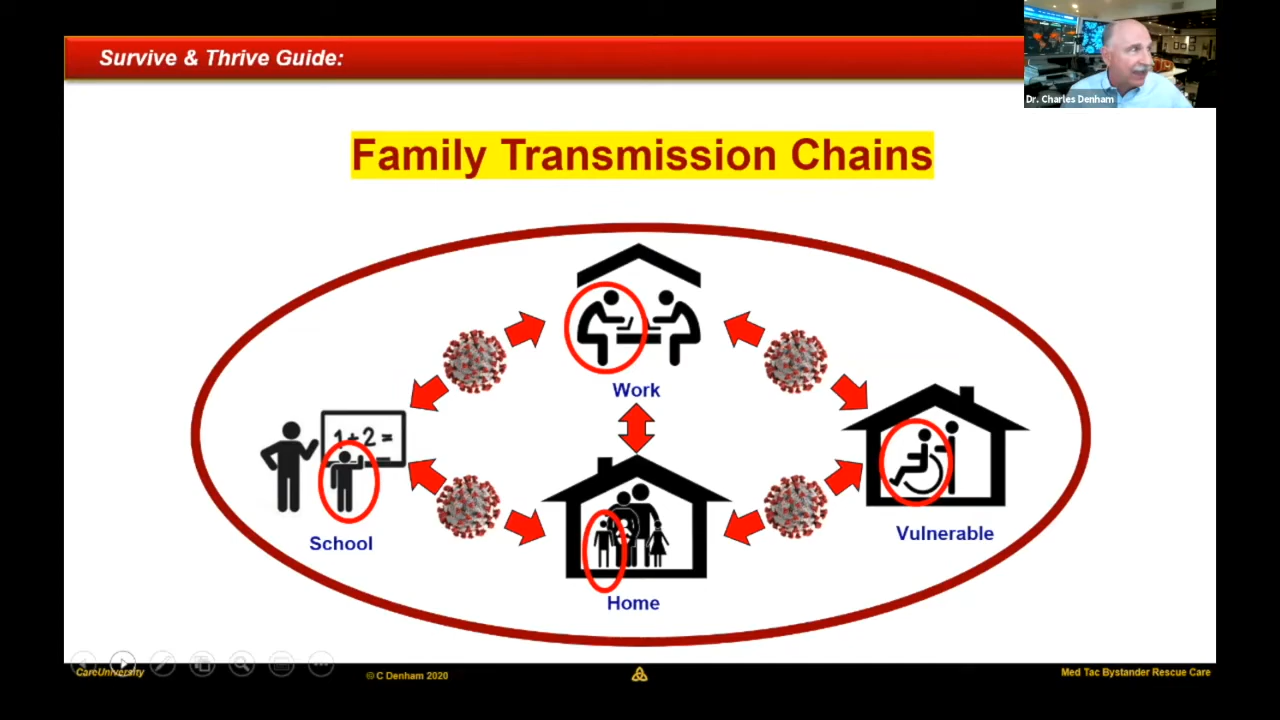 Survive & Thrive Guide:
Dr. Charles Denham
Family Transmission Chains
Work
1+2 =
School
Vulnerable
Home
CareUniversity
© C Denham 2020
Med Tac Bystander Rescue Care